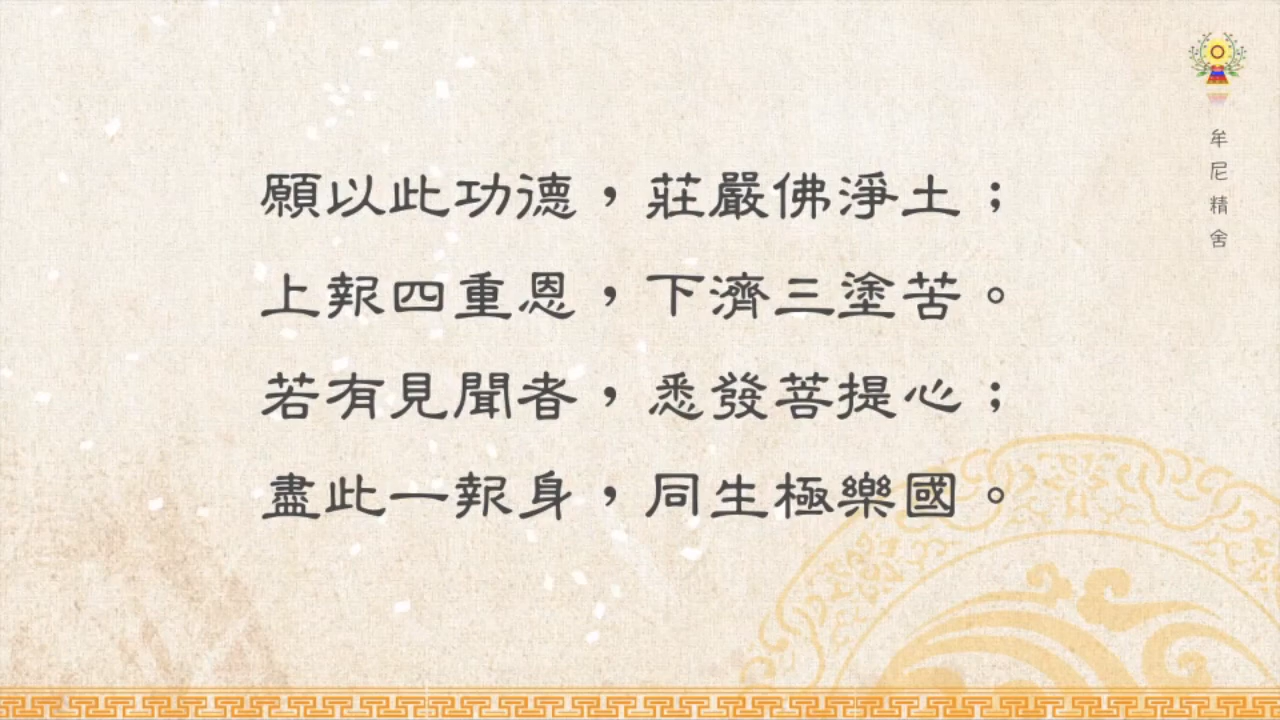 願以此功德，莊嚴佛淨土；
上報四重恩，下濟三塗苦。
若有見聞者，悉發菩提心；
盡此一報身，同生極樂國。
牟尼精舍